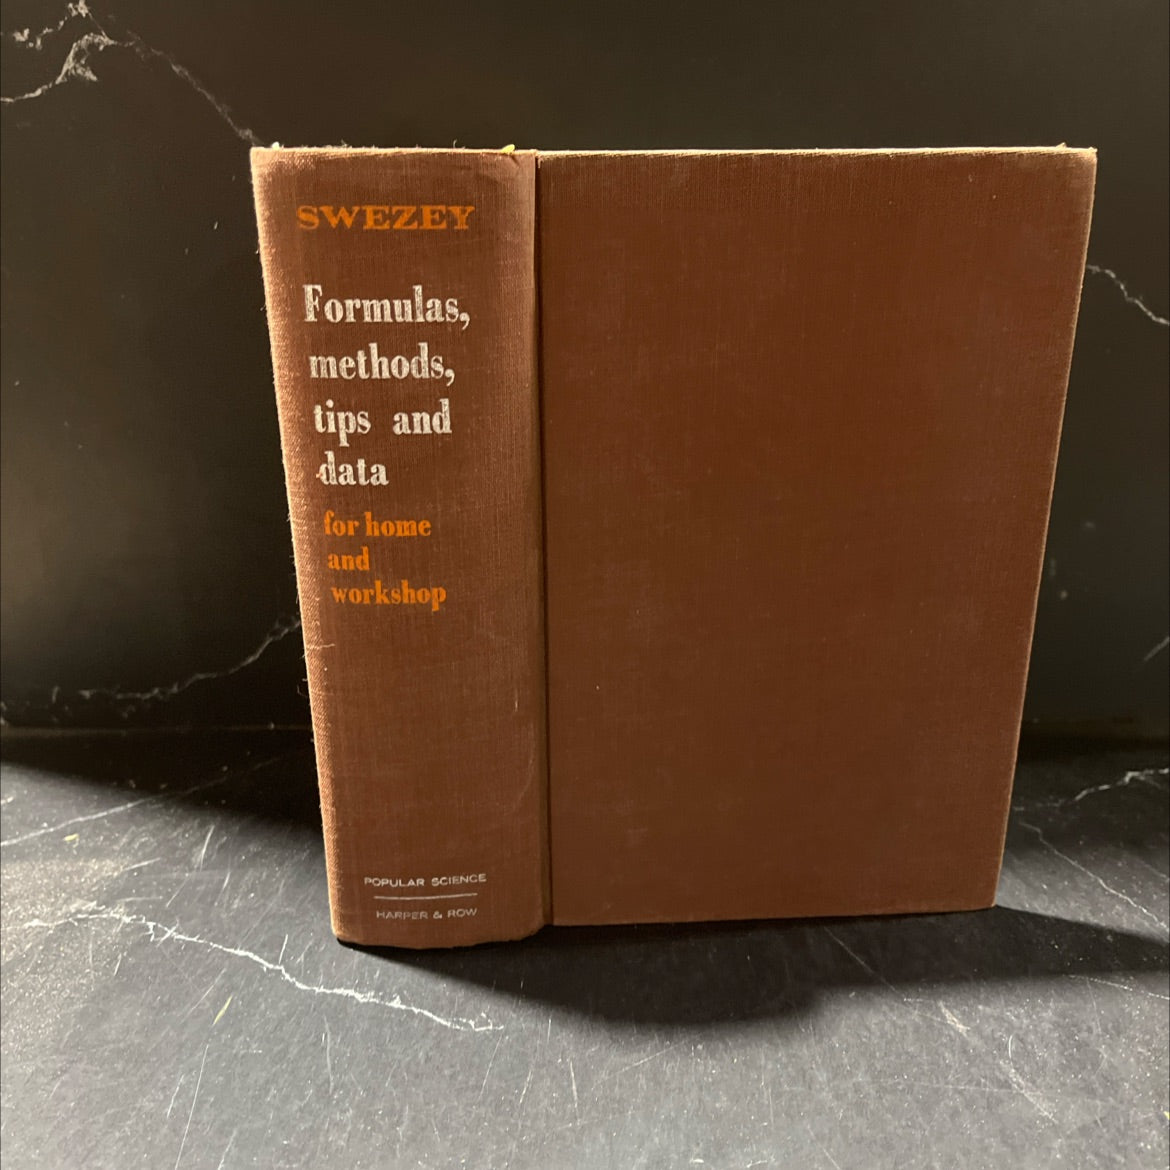 SWEZEY
Formulas,
methods,
tips and
data
for home
and
workshop
POPULAR SCIENCE
HARPER & ROW